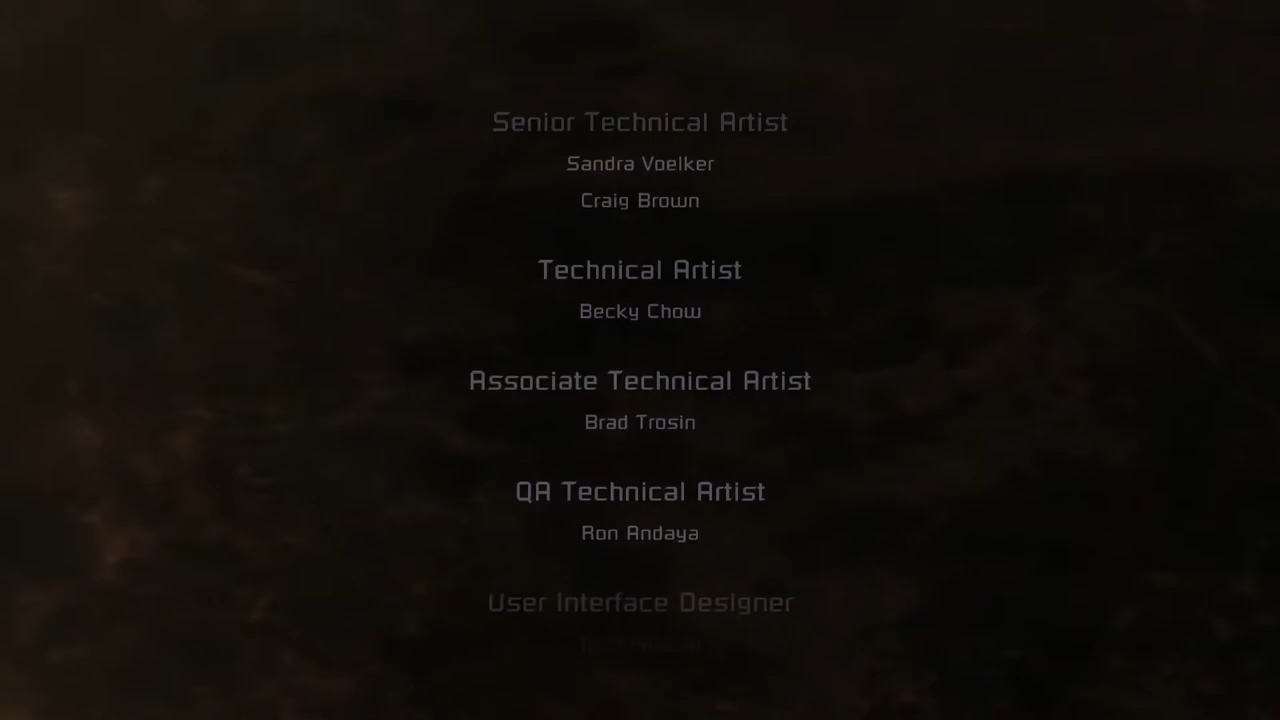 Senior Technical Artist
Sandra Voelker
Craig Brown
Technical Artist
Becky Chow
Associate Technical Artist
Brad Trosin
QA Technical Artist
Ron Andaya
User Interface Designer